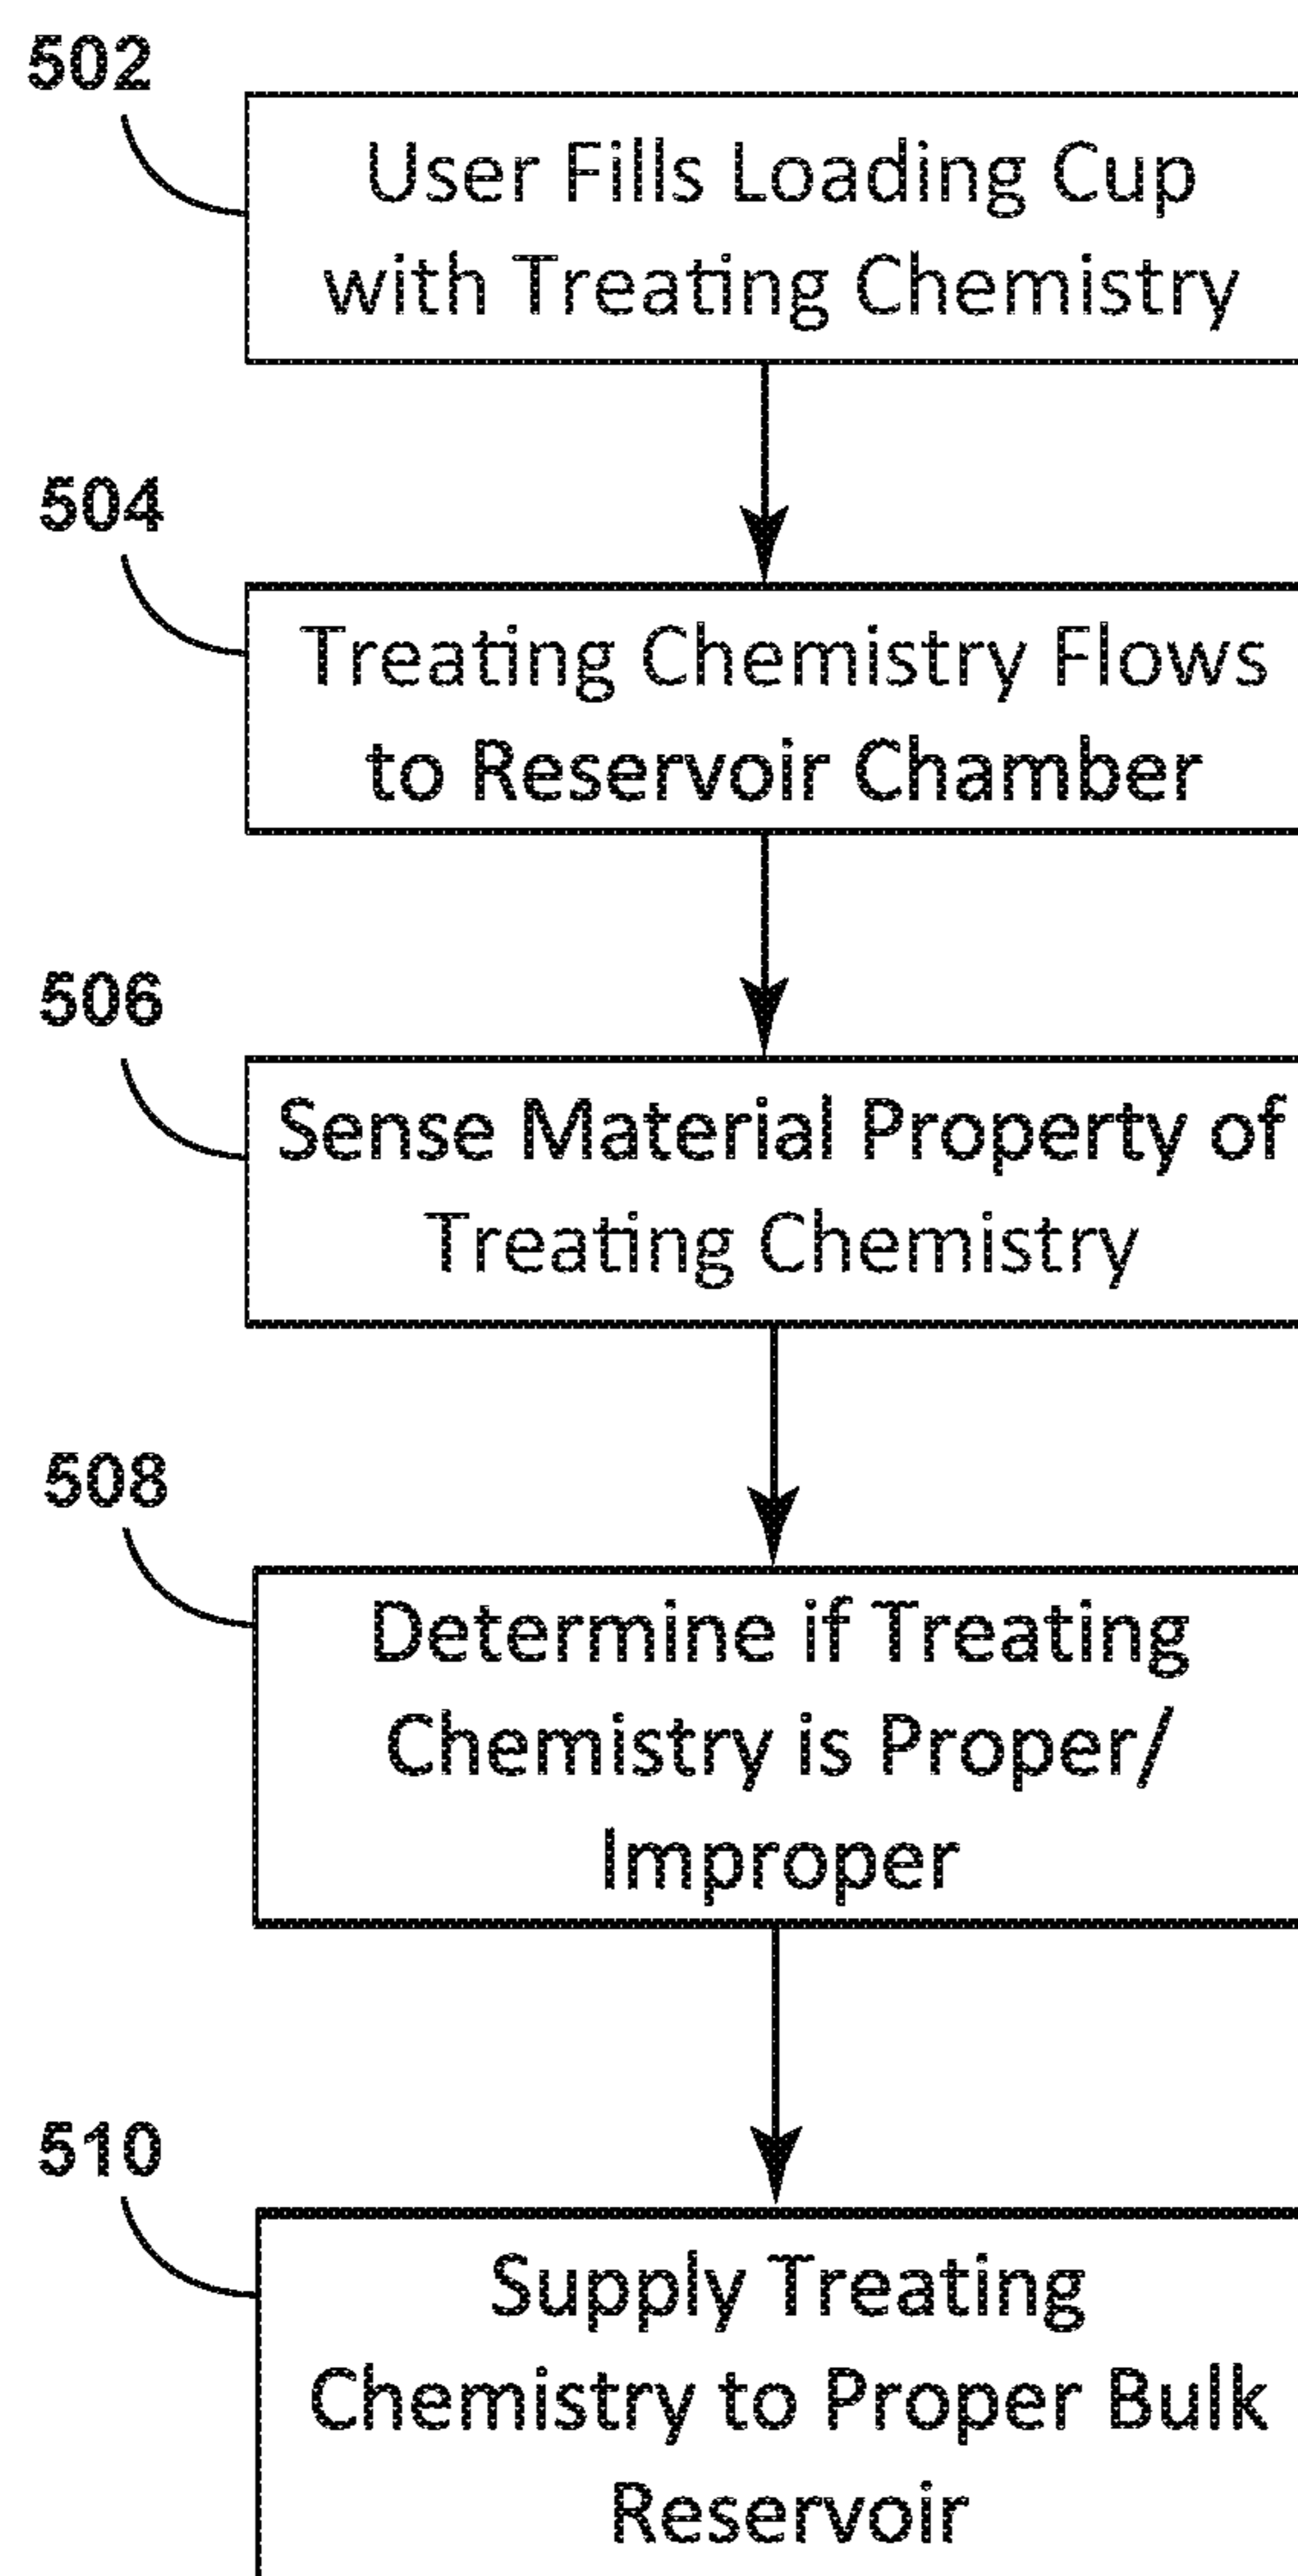 502
User Fills Loading Cup
with Treating Chemistry
504
Treating Chemistry Flows
to Reservoir Chamber
506
Sense Material Property of
Treating Chemistry
508
Determine if Treating
Chemistry is Proper/
Improper
510
Supply Treating
Chemistry to Proper Bulk
Reservoir